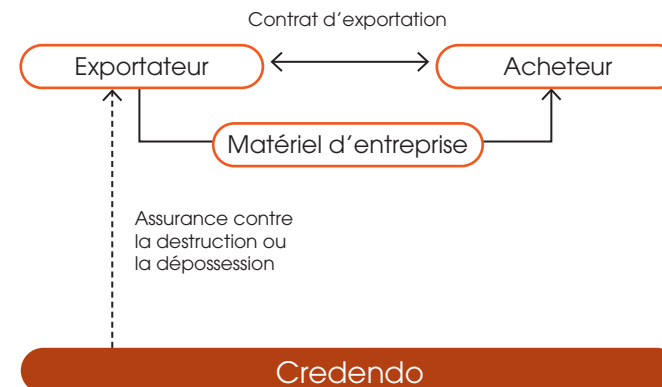 Contrat d’exportation
Exportateur
Acheteur
Matériel d’entreprise
Assurance contre
la destruction ou
la dépossession
Credendo